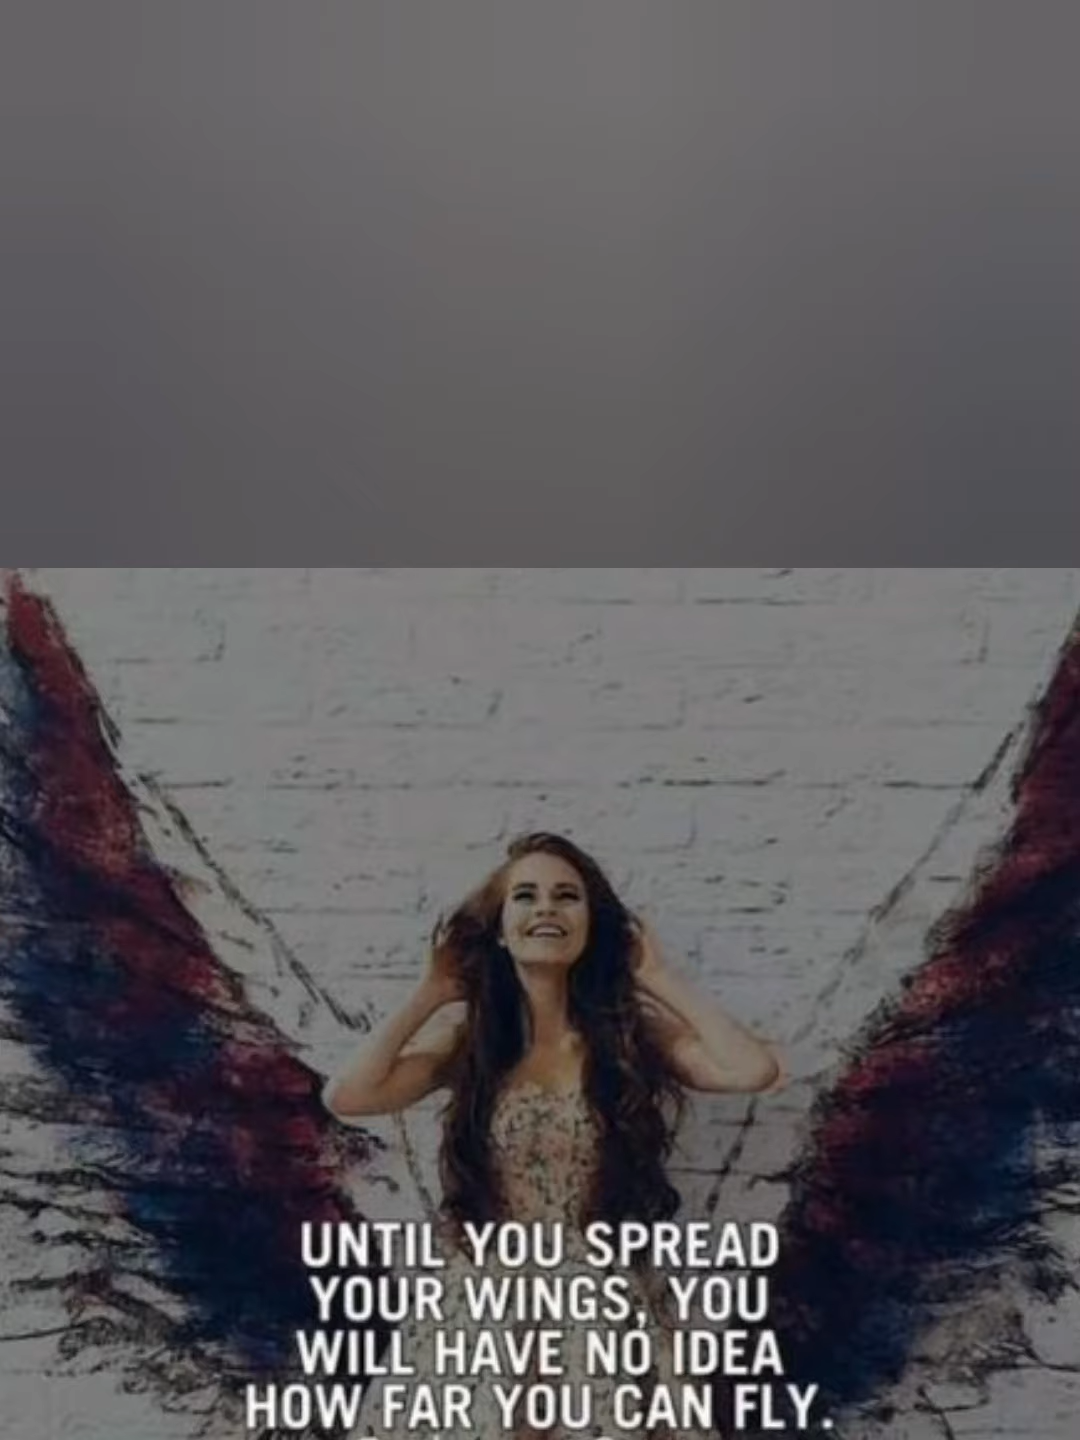 UNTIL YOU SPREAD
YOUR WINGS, YOU
WILL HAVE NO IDEA
HOW FAR YOU CAN FLY.